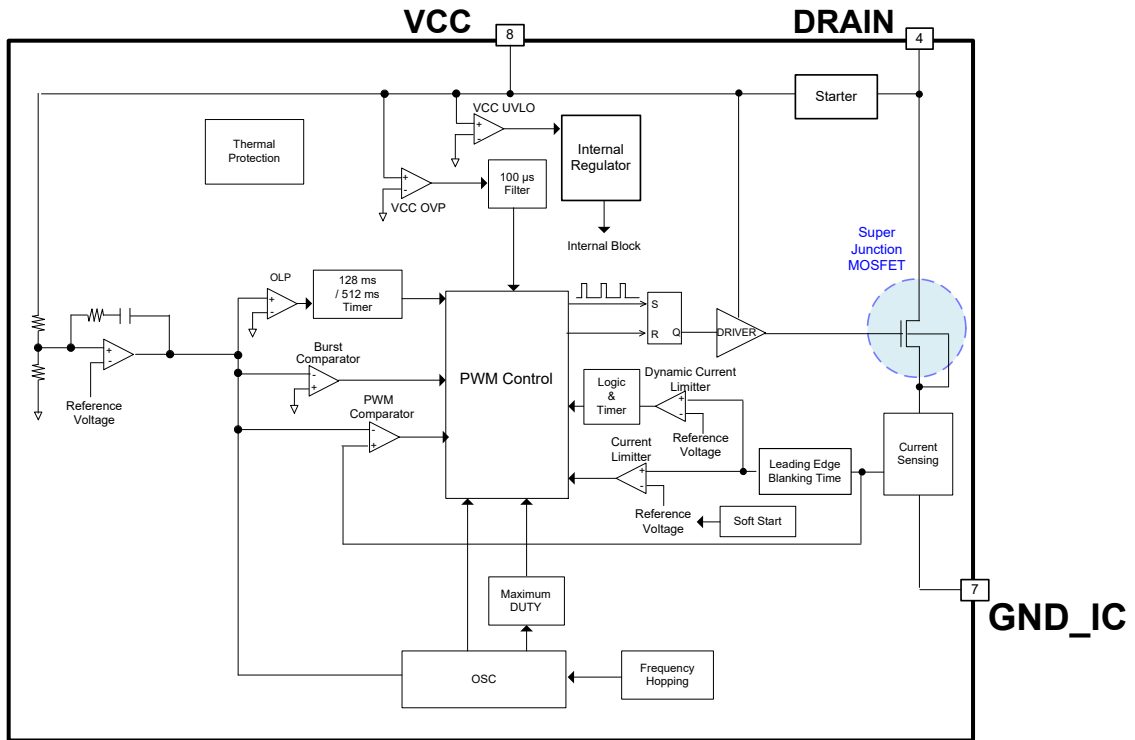 VCC
DRAIN
8
4
Starter
VCC UVLO
Thermal
Protection
Internal
Regulator
100 µs
Filter
VCC OVP
Internal Block
Super
Junction
MOSFET
OLP
128 ms
/ 512 ms
Timer
S
R
Q
DRIVER
+
-
Reference
Voltage
Burst
Comparator
PWM Control
PWM
Comparator
Logic
&
Timer
Dynamic Current
Limitter
Reference
Voltage
Current
Limitter
Leading Edge
Blanking Time
Current
Sensing
Reference
Voltage
Soft Start
Maximum
DUTY
7
GND_IC
OSC
Frequency
Hopping